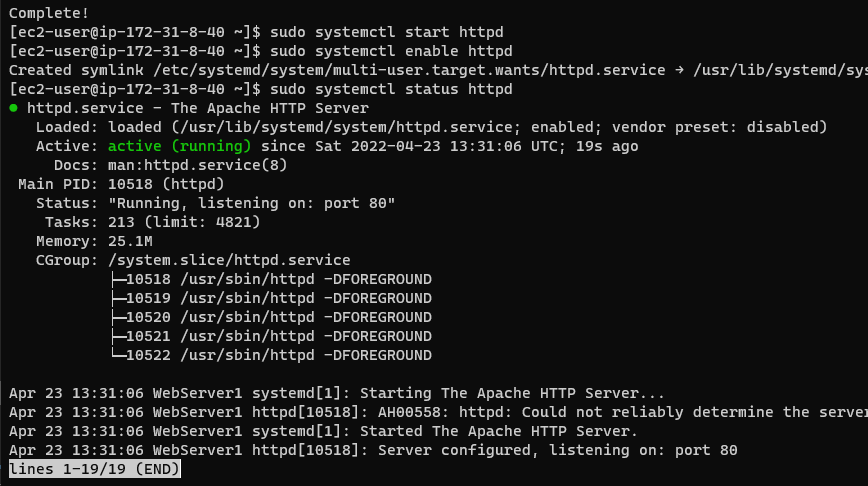 Complete!
[ec2-user@ip-172-31-8-40 ~]$ sudo systemctl start httpd
[ec2-user@ip-172-31-8-40 ~]$ sudo systemctl enable httpd
Created symlink /etc/systemd/system/multi-user.target.wants/httpd.service → /usr/lib/systemd/sys
[ec2-user@ip-172-31-8-40 ~]$ sudo systemctl status httpd
● httpd.service - The Apache HTTP Server
   Loaded: loaded (/usr/lib/systemd/system/httpd.service; enabled; vendor preset: disabled)
   Active: active (running) since Sat 2022-04-23 13:31:06 UTC; 19s ago
     Docs: man:httpd.service(8)
 Main PID: 10518 (httpd)
   Status: "Running, listening on: port 80"
    Tasks: 213 (limit: 4821)
   Memory: 25.1M
   CGroup: /system.slice/httpd.service
           ├─10518 /usr/sbin/httpd -DFOREGROUND
           ├─10519 /usr/sbin/httpd -DFOREGROUND
           ├─10520 /usr/sbin/httpd -DFOREGROUND
           ├─10521 /usr/sbin/httpd -DFOREGROUND
           └─10522 /usr/sbin/httpd -DFOREGROUND

Apr 23 13:31:06 WebServer1 systemd[1]: Starting The Apache HTTP Server...
Apr 23 13:31:06 WebServer1 httpd[10518]: AH00558: httpd: Could not reliably determine the server
Apr 23 13:31:06 WebServer1 systemd[1]: Started The Apache HTTP Server.
Apr 23 13:31:06 WebServer1 httpd[10518]: Server configured, listening on: port 80
lines 1-19/19 (END)